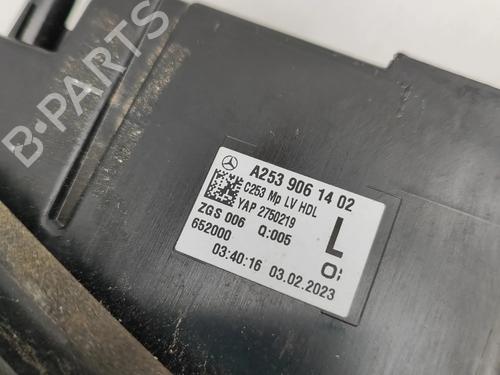 B-PARTS
A253 906 14 02
C253 Mp LV HDL
YAP 2750219
ZGS 006 Q:005
652000
L
03:40:16 03.02.2023
O;